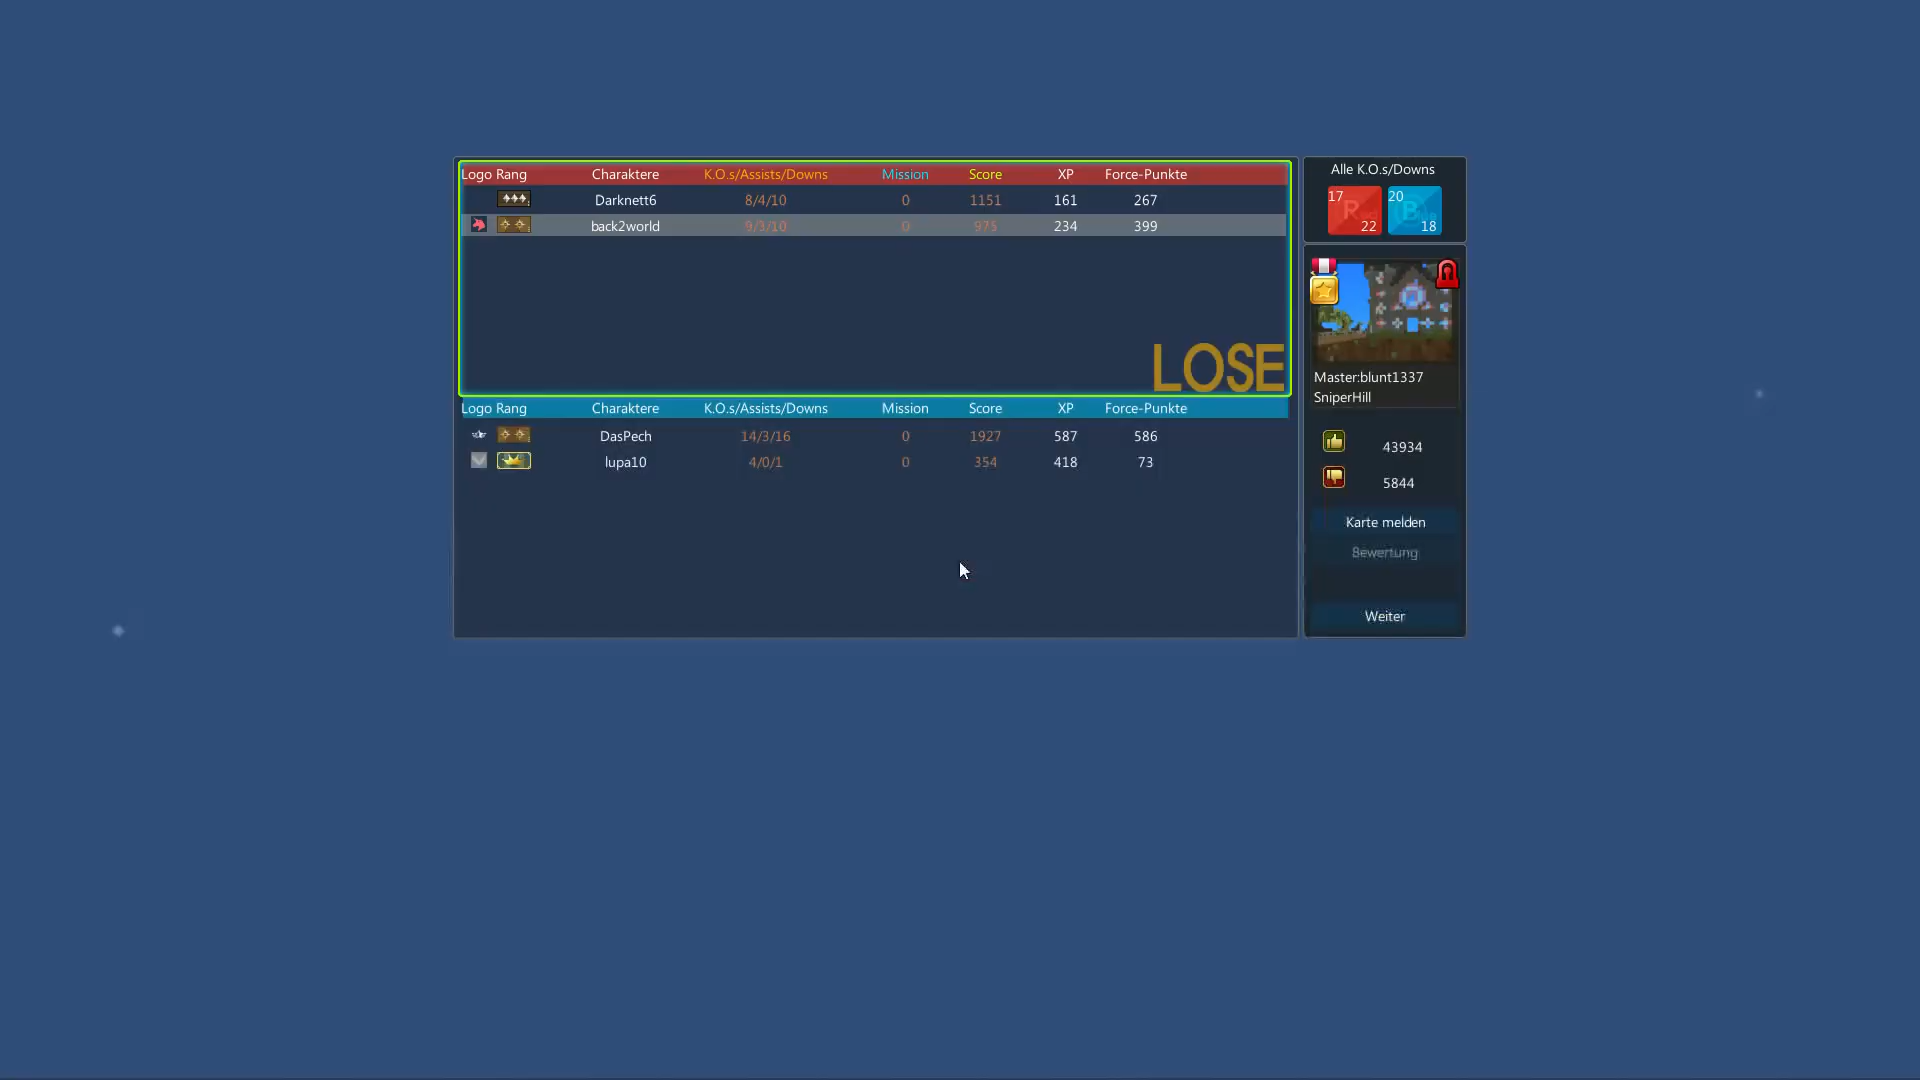 Logo Rang Charaktere K.O.s/Assists/Downs Mission Score XP Force-Punkte
Darknett6 8/4/10 0 1151 161 267
back2world 9/3/10 0 975 234 399
LOSE
Logo Rang Charaktere K.O.s/Assists/Downs Mission Score XP Force-Punkte
DasPech 14/3/16 0 1927 587 586
lupa10 4/0/1 0 354 418 73
Alle K.O.s/Downs
17 20
22 18
Master:blunt1337
SniperHill
43934
5844
Karte melden
Bewertung
Weiter